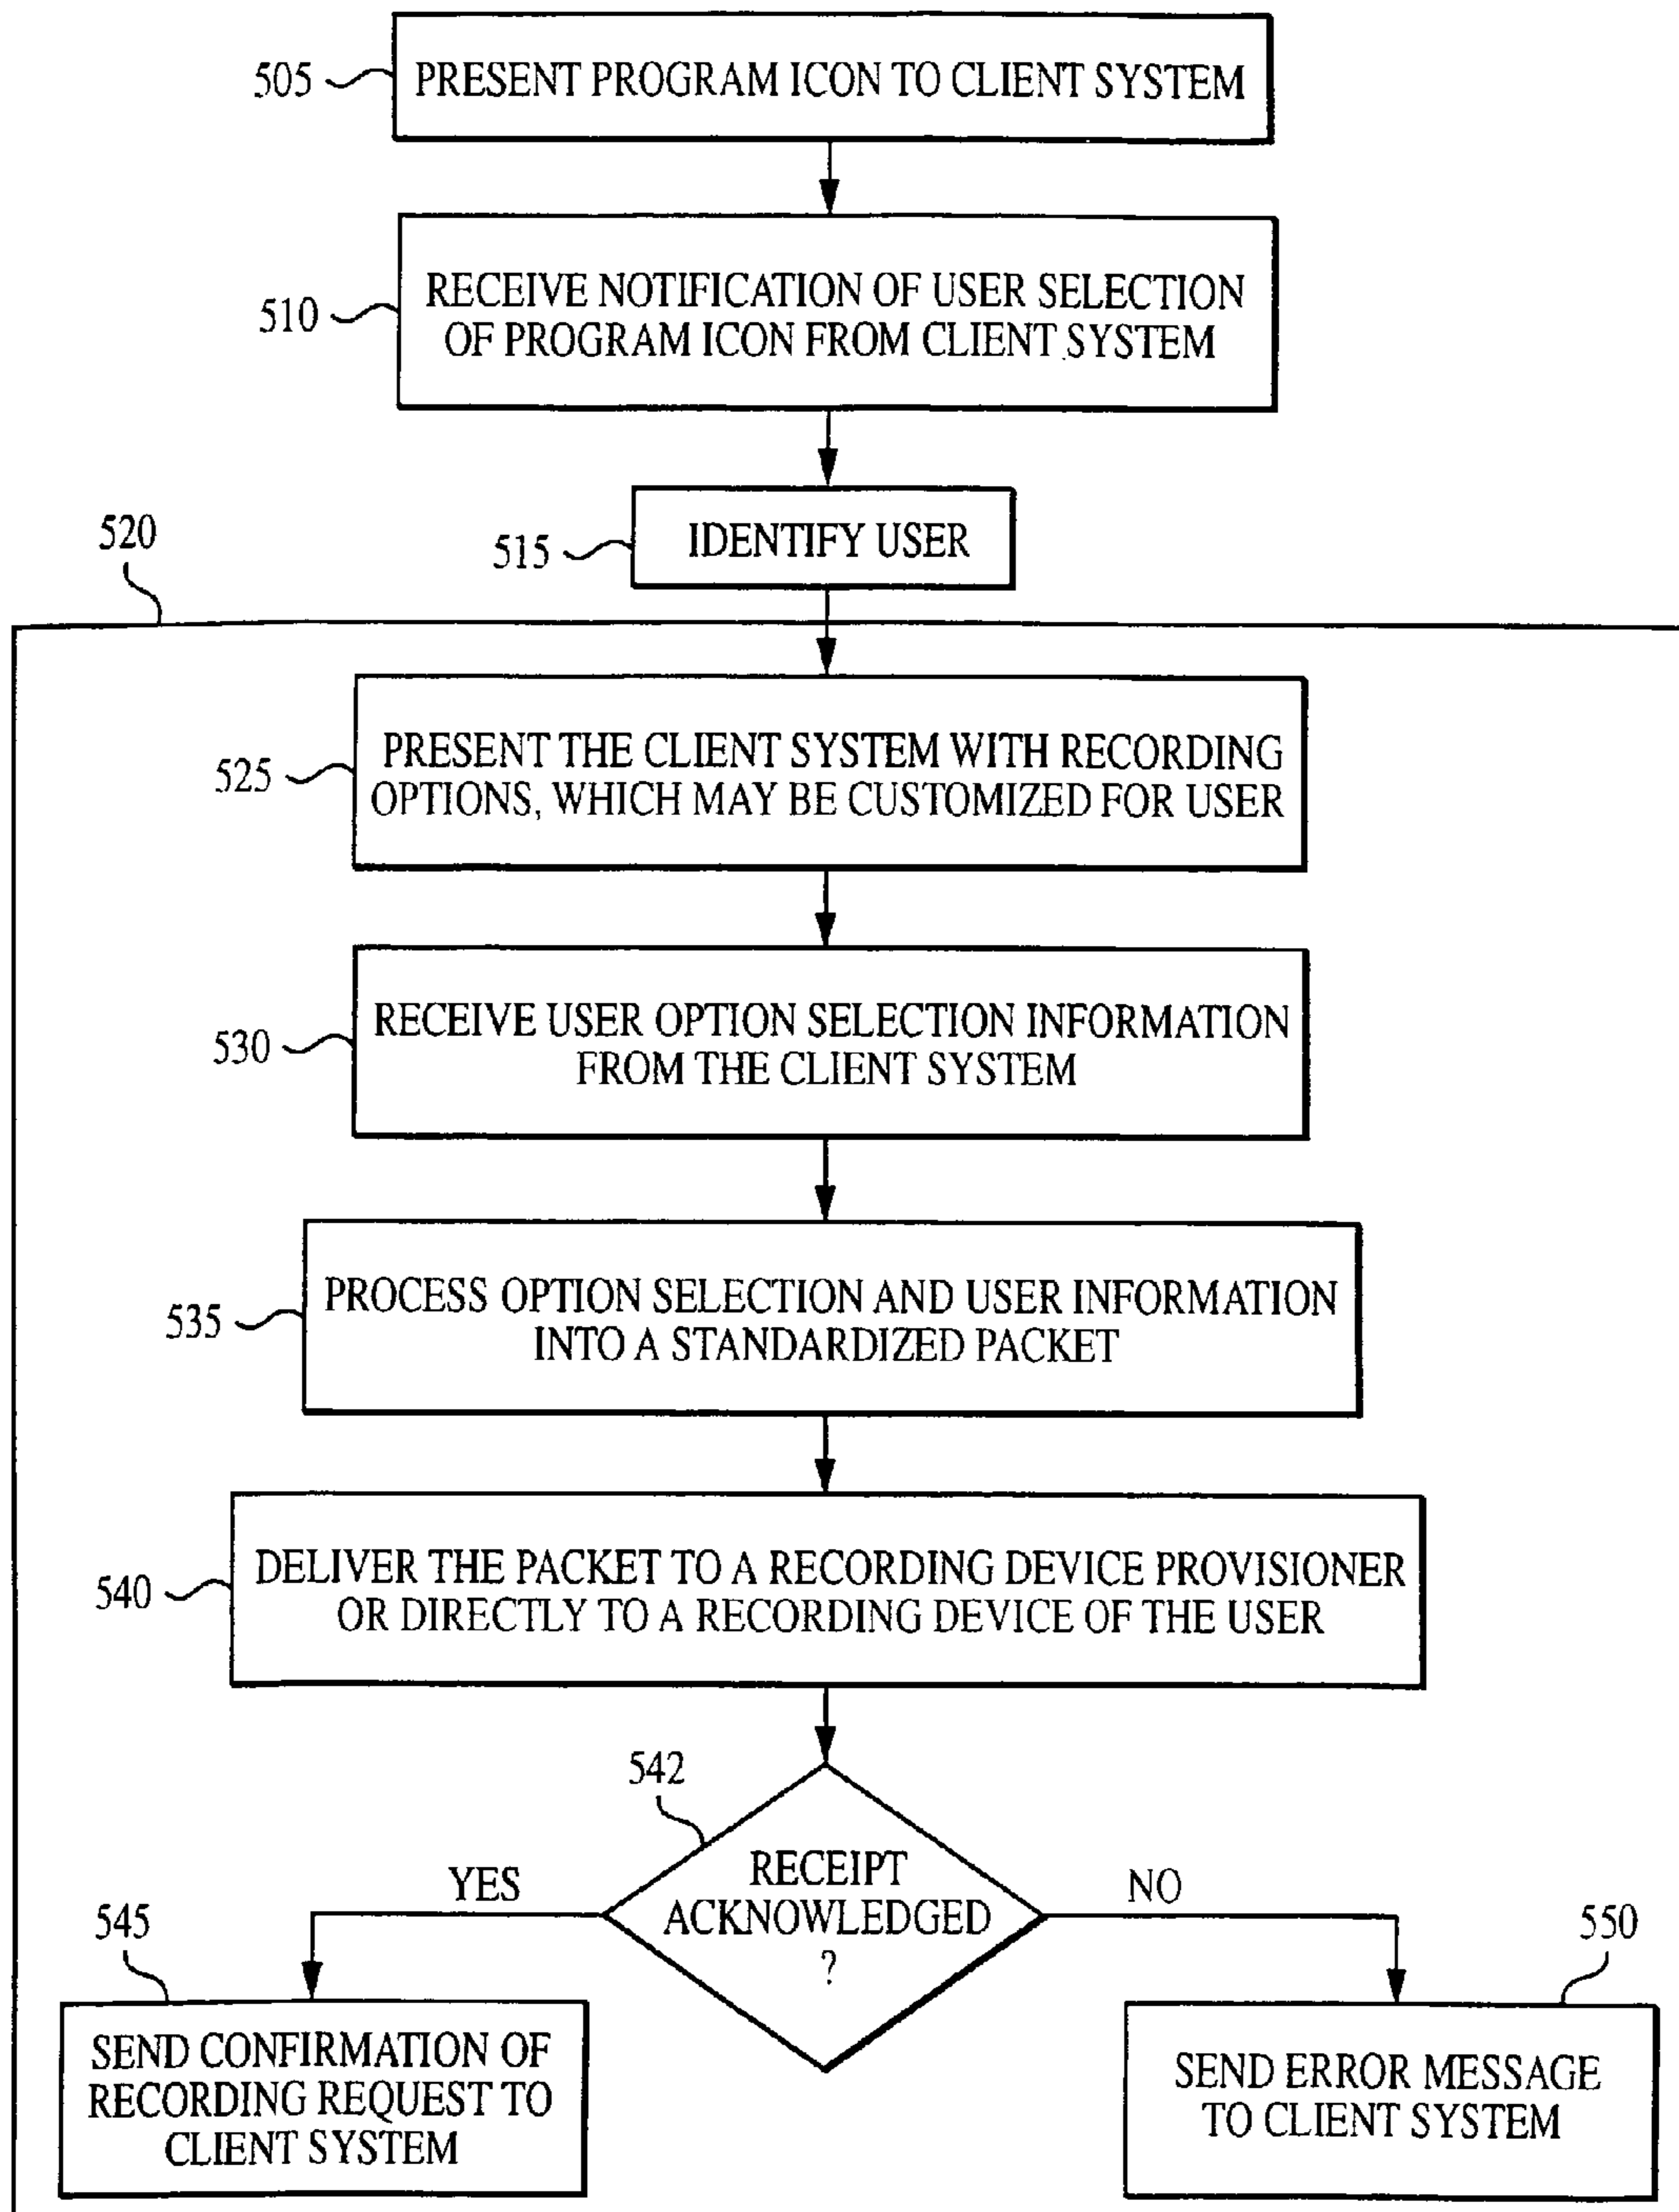 505
PRESENT PROGRAM ICON TO CLIENT SYSTEM
510
RECEIVE NOTIFICATION OF USER SELECTION
OF PROGRAM ICON FROM CLIENT SYSTEM
515
IDENTIFY USER
520
525
PRESENT THE CLIENT SYSTEM WITH RECORDING
OPTIONS, WHICH MAY BE CUSTOMIZED FOR USER
530
RECEIVE USER OPTION SELECTION INFORMATION
FROM THE CLIENT SYSTEM
535
PROCESS OPTION SELECTION AND USER INFORMATION
INTO A STANDARDIZED PACKET
540
DELIVER THE PACKET TO A RECORDING DEVICE PROVISIONER
OR DIRECTLY TO A RECORDING DEVICE OF THE USER
542
RECEIPT
ACKNOWLEDGED
?
YES
NO
545
SEND CONFIRMATION OF
RECORDING REQUEST TO
CLIENT SYSTEM
550
SEND ERROR MESSAGE
TO CLIENT SYSTEM